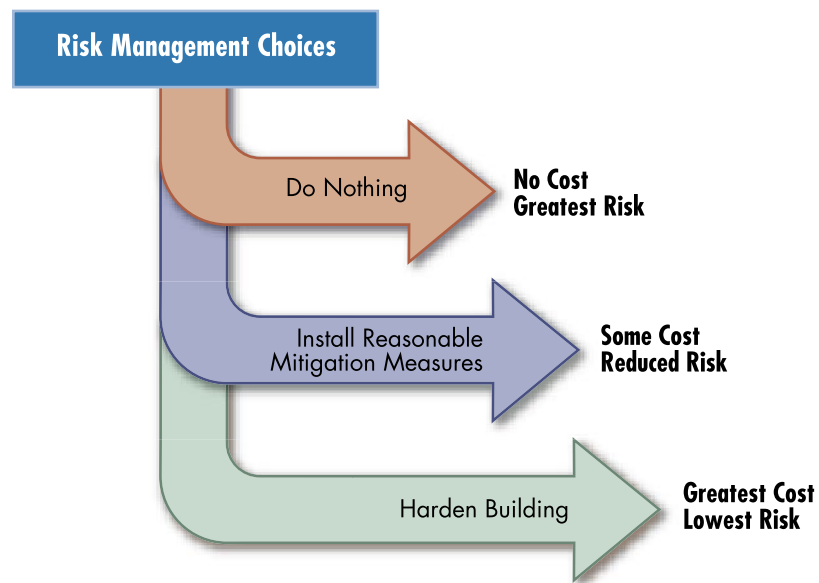 Risk Management Choices
Do Nothing
No Cost
Greatest Risk
Install Reasonable
Mitigation Measures
Some Cost
Reduced Risk
Harden Building
Greatest Cost
Lowest Risk